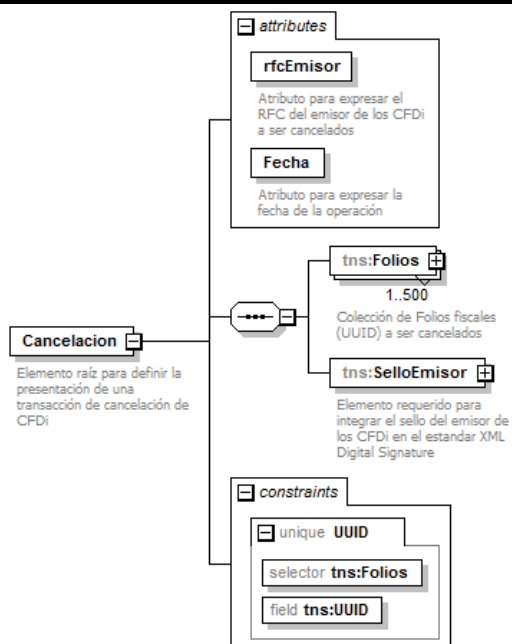 attributes
rfcEmisor
Atributo para expresar el
RFC del emisor de los CFDi
a ser cancelados
Fecha
Atributo para expresar la
fecha de la operación
tns:Folios
1..500
Colección de Folios fiscales
(UUID) a ser cancelados
Cancelacion
Elemento raíz para definir la
presentación de una
transacción de cancelación de
CFDi
tns:SelloEmisor
Elemento requerido para
integrar el sello del emisor de
los CFDi en el estandar XML
Digital Signature
constraints
unique UUID
selector tns:Folios
field tns:UUID